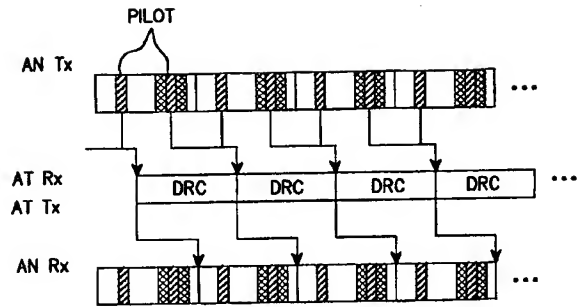 PILOT
AN Tx
...
AT Rx
DRC DRC DRC DRC
...
AT Tx
AN Rx
...